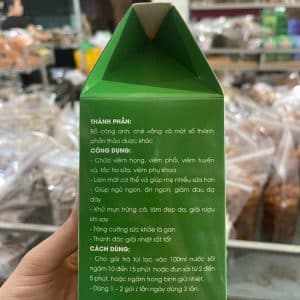 THÀNH PHẦN:
Bồ công anh, chè vằng và một số thành
phần thảo dược khác
CÔNG DỤNG:
- Chữa viêm họng, viêm phổi, viêm tuyến
vú, tắc tia sữa, viêm phụ khoa
- Làm mát cơ thể và giúp mẹ nhiều sữa hơn
- Giúp ngủ ngon, ăn ngon, giảm đau dạ
dày
- Khử mụn trứng cá, làm đẹp da, giải rượu
khi say
- Tăng cường sức khỏe lá gan
- Thanh độc giải nhiệt rất tốt
CÁCH DÙNG:
- Cho gói trà túi lọc vào 100ml nước sôi
ngâm 10 đến 15 phút hoặc đun sôi từ 2 đến
5 phút, hoặc ngâm trong bình giữ nhiệt.
- Dùng 1 - 2 gói / lần ngày dùng 3 lần.